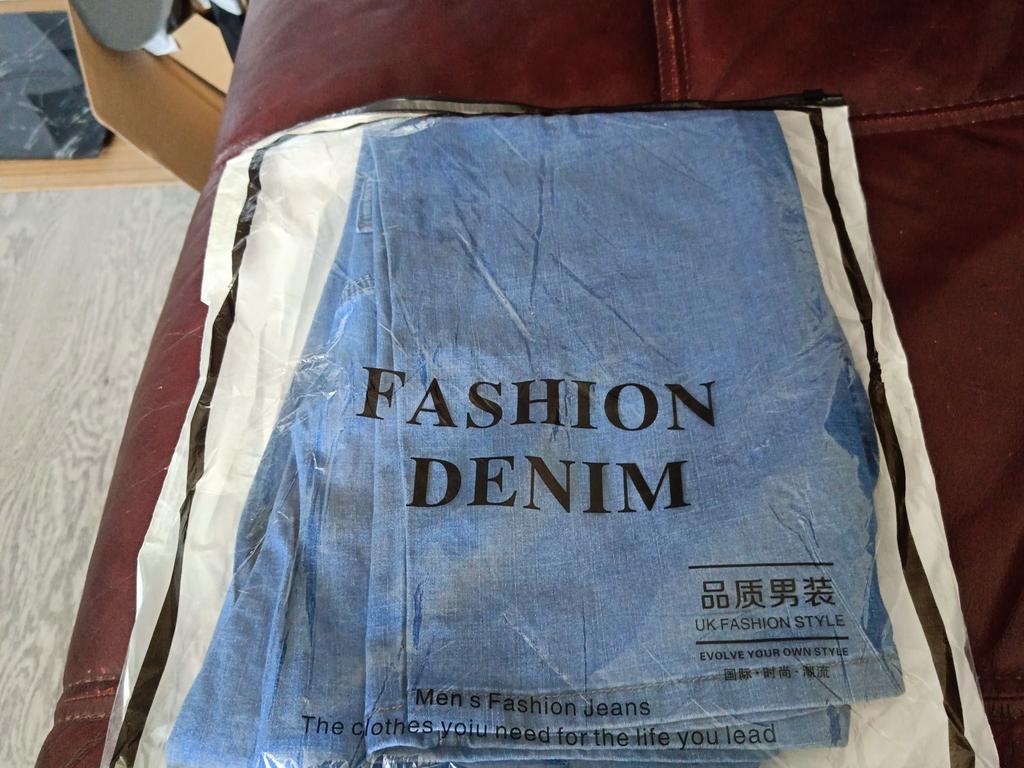 FASHION
DENIM
品质男装
UK FASHION STYLE
EVOLVE YOUR OWN STYLE
国际·时尚·潮流
Men s Fashion Jeans
The clothes yoiu need for the life you lead